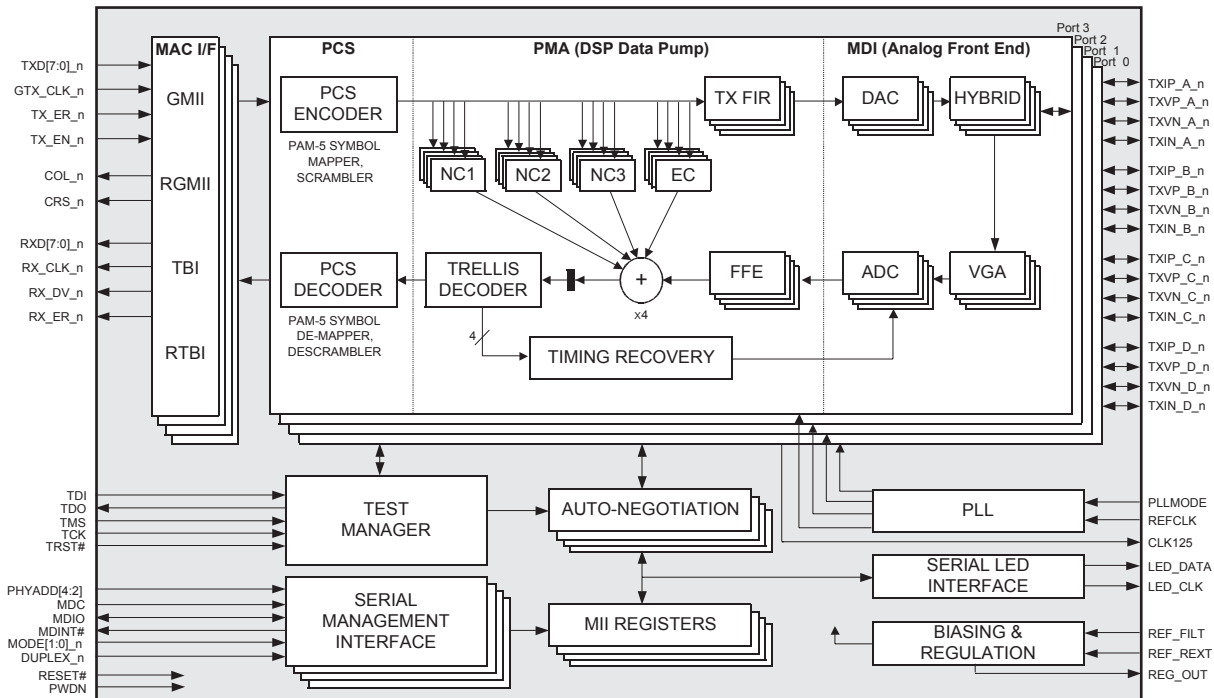 Port 3
Port 2
Port 1
Port 0
MAC I/F
PCS
PMA (DSP Data Pump)
MDI (Analog Front End)
TXD[7:0]_n
GTX_CLK_n
TX_ER_n
TX_EN_n
COL_n
CRS_n
RXD[7:0]_n
RX_CLK_n
RX_DV_n
RX_ER_n
GMII
RGMII
TBI
RTBI
PCS
ENCODER
PAM-5 SYMBOL
MAPPER,
SCRAMBLER
NC1
NC2
NC3
EC
TX FIR
DAC
HYBRID
PCS
DECODER
PAM-5 SYMBOL
DE-MAPPER,
DESCRAMBLER
TRELLIS
DECODER
+
x4
FFE
ADC
VGA
4
TIMING RECOVERY
TXIP_A_n
TXVP_A_n
TXVN_A_n
TXIN_A_n
TXIP_B_n
TXVP_B_n
TXVN_B_n
TXIN_B_n
TXIP_C_n
TXVP_C_n
TXVN_C_n
TXIN_C_n
TXIP_D_n
TXVP_D_n
TXVN_D_n
TXIN_D_n
TDI
TDO
TMS
TCK
TRST#
TEST
MANAGER
AUTO-NEGOTIATION
PLL
PLLMODE
REFCLK
CLK125
SERIAL LED
INTERFACE
LED_DATA
LED_CLK
PHYADD[4:2]
MDC
MDIO
MDINT#
MODE[1:0]_n
DUPLEX_n
RESET#
PWDN
SERIAL
MANAGEMENT
INTERFACE
MII REGISTERS
BIASING &
REGULATION
REF_FILT
REF_REXT
REG_OUT